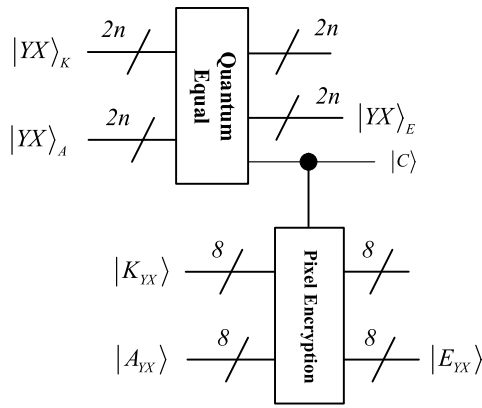 2n 2n
|YX⟩_K
Quantum Equal
2n 2n
|YX⟩_A |YX⟩_E
|C⟩
8 8
|K_YX⟩
Pixel Encryption
8 8
|A_YX⟩ |E_YX⟩